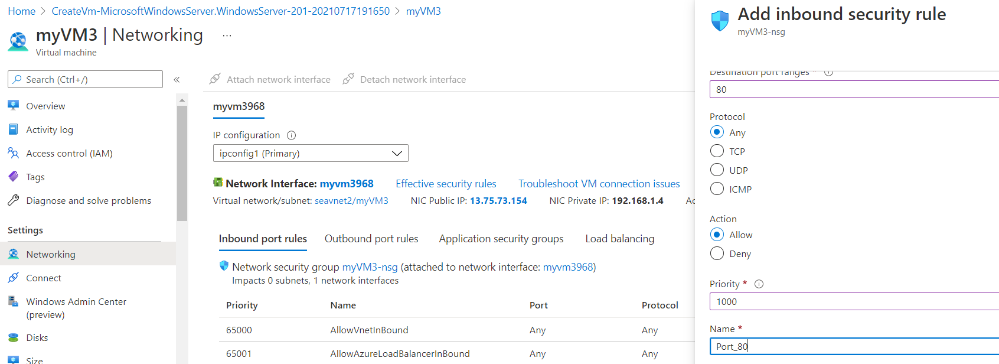 Home > CreateVm-MicrosoftWindowsServer.WindowsServer-201-20210717191650 > myVM3
myVM3 | Networking ...
Virtual machine
Search (Ctrl+/)
«
Overview
Activity log
Access control (IAM)
Tags
Diagnose and solve problems
Settings
Networking
Connect
Windows Admin Center
(preview)
Disks
Size
Attach network interface
Detach network interface
myvm3968
IP configuration
ipconfig1 (Primary)
Network Interface: myvm3968 Effective security rules Troubleshoot VM connection issues
Virtual network/subnet: seavnet2/myVM3 NIC Public IP: 13.75.73.154 NIC Private IP: 192.168.1.4 Ac
Inbound port rules Outbound port rules Application security groups Load balancing
Network security group myVM3-nsg (attached to network interface: myvm3968)
Impacts 0 subnets, 1 network interfaces
Priority Name Port Protocol
65000 AllowVnetInBound Any Any
65001 AllowAzureLoadBalancerInBound Any Any
Add inbound security rule
myVM3-nsg
Destination port ranges *
80
Protocol
Any
TCP
UDP
ICMP
Action
Allow
Deny
Priority *
1000
Name *
Port_80